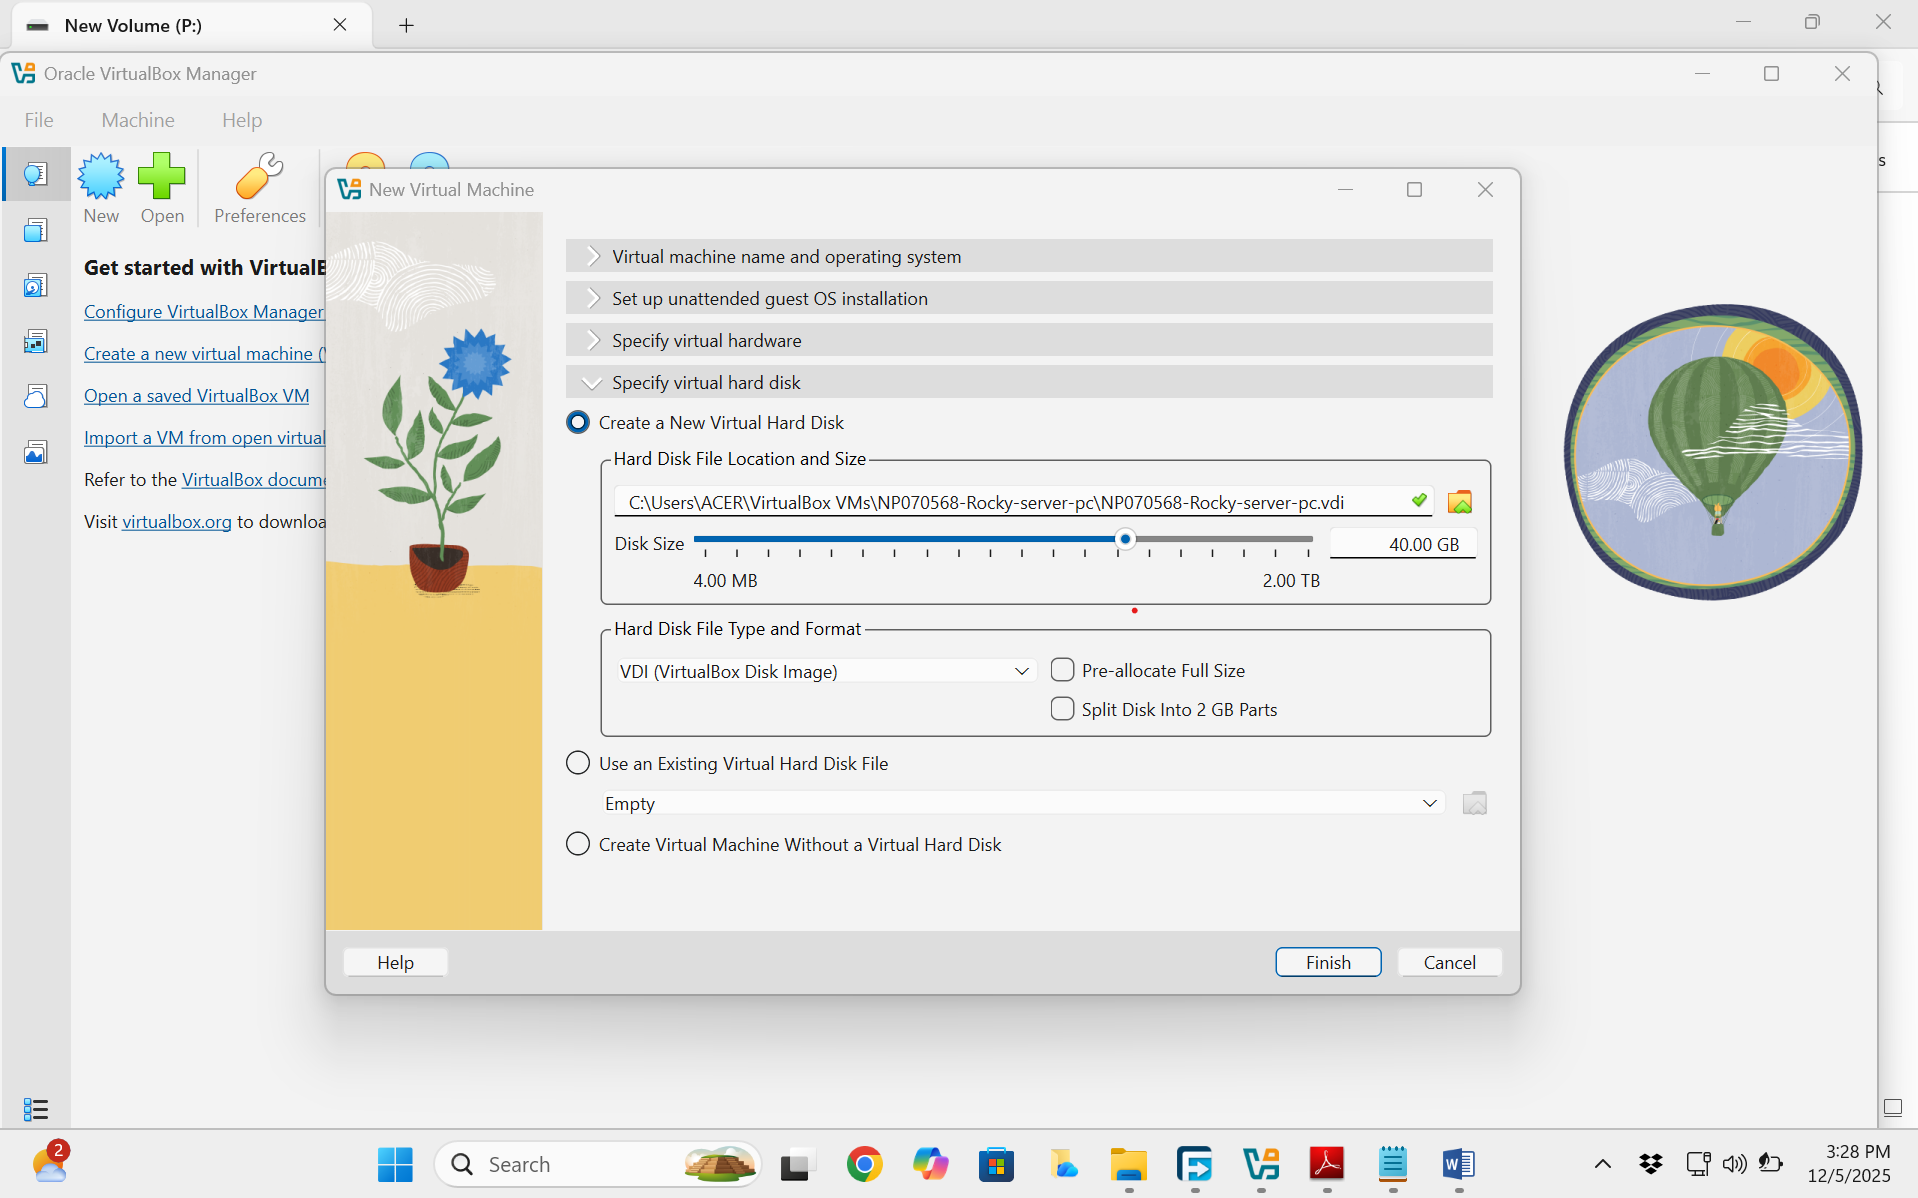 New Volume (P:)
Oracle VirtualBox Manager
File Machine Help
s
New Open Preferences
New Virtual Machine
Get started with VirtualB
Configure VirtualBox Manager
Create a new virtual machine (
Open a saved VirtualBox VM
Import a VM from open virtual
Refer to the VirtualBox docume
Visit virtualbox.org to downloa
Virtual machine name and operating system
Set up unattended guest OS installation
Specify virtual hardware
Specify virtual hard disk
Create a New Virtual Hard Disk
Hard Disk File Location and Size
C:\Users\ACER\VirtualBox VMs\NP070568-Rocky-server-pc\NP070568-Rocky-server-pc.vdi
Disk Size 40.00 GB
4.00 MB 2.00 TB
Hard Disk File Type and Format
VDI (VirtualBox Disk Image) Pre-allocate Full Size
Split Disk Into 2 GB Parts
Use an Existing Virtual Hard Disk File
Empty
Create Virtual Machine Without a Virtual Hard Disk
Help Finish Cancel
2
Search
3:28 PM
12/5/2025